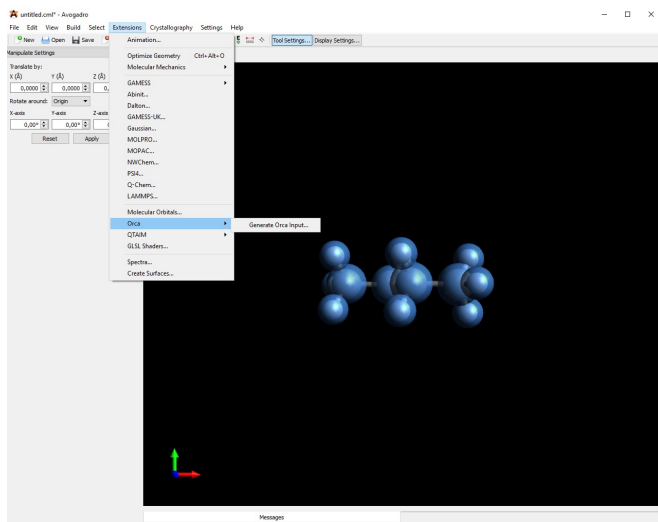 untitled.cml* - Avogadro
File Edit View Build Select Extensions Crystallography Settings Help
New Open Save
Tool Settings... Display Settings...
Manipulate Settings
Translate by:
X (Å) Y (Å) Z (Å)
0,0000 0,0000
Rotate around: Origin
X-axis Y-axis Z-axis
0,00° 0,00°
Reset Apply
Animation...
Optimize Geometry Ctrl+Alt+O
Molecular Mechanics
GAMESS
Abinit...
Dalton...
GAMESS-UK...
Gaussian...
MOLPRO...
MOPAC...
NWChem...
PSI4...
Q-Chem...
LAMMPS...
Molecular Orbitals...
Orca
Generate Orca Input...
QTAIM
GLSL Shaders...
Spectra...
Create Surfaces...
Messages